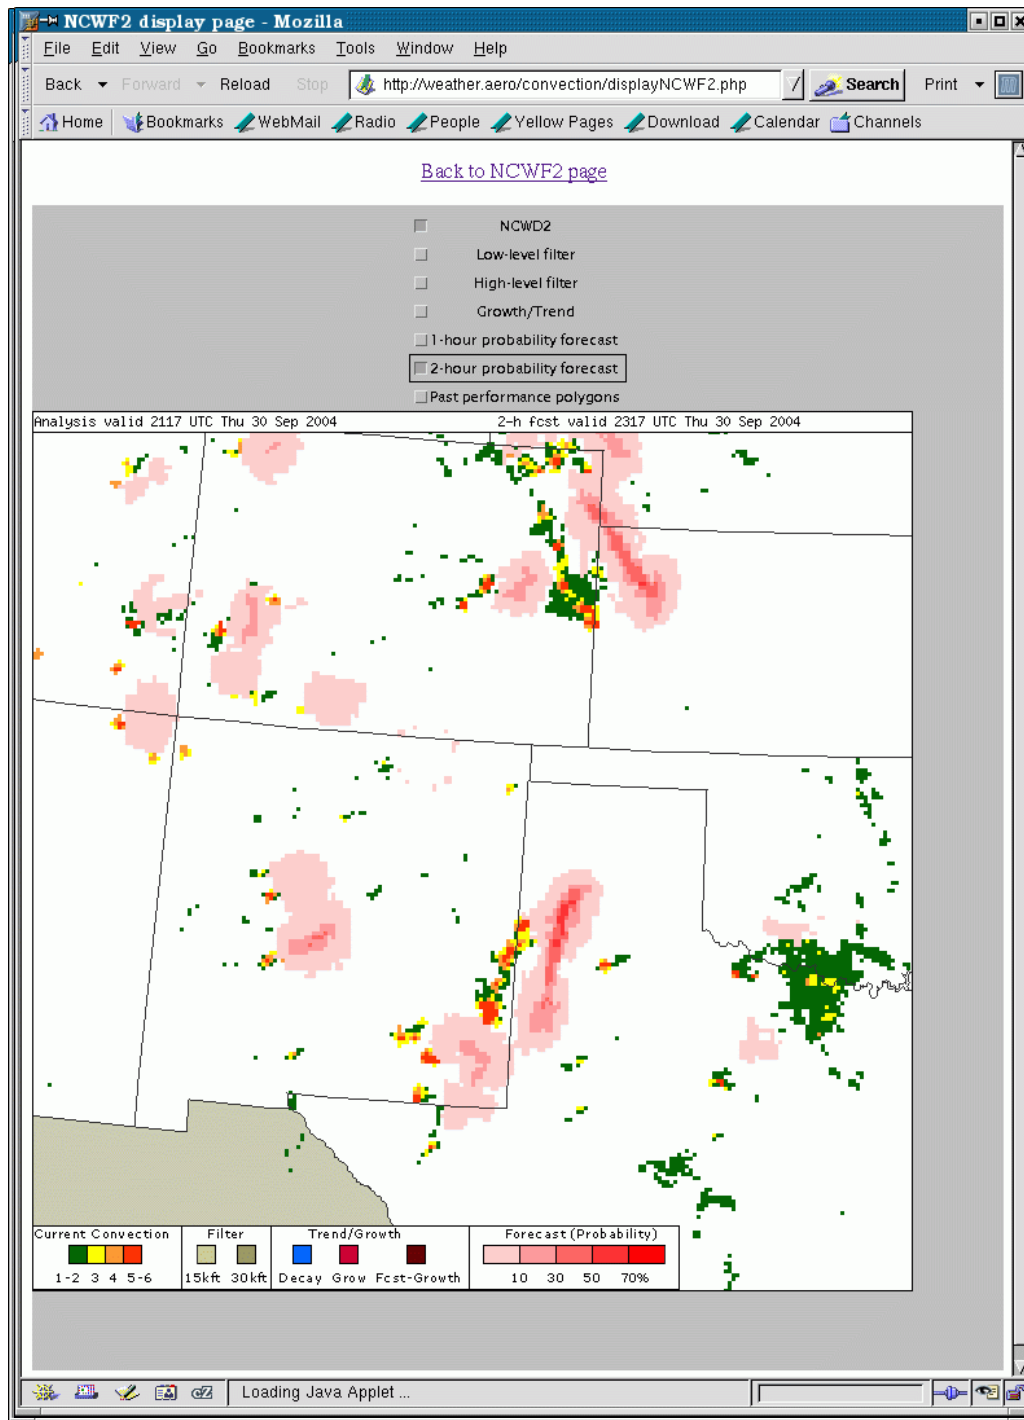 NCWF2 display page - Mozilla
File Edit View Go Bookmarks Tools Window Help
Back Forward Reload Stop http://weather.aero/convection/displayNCWF2.php Search Print
Home Bookmarks WebMail Radio People Yellow Pages Download Calendar Channels
Back to NCWF2 page
NCWD2
Low-level filter
High-level filter
Growth/Trend
1-hour probability forecast
2-hour probability forecast
Past performance polygons
Analysis valid 2117 UTC Thu 30 Sep 2004 2-h fcst valid 2317 UTC Thu 30 Sep 2004
Current Convection Filter Trend/Growth Forecast (Probability)
1-2 3 4 5-6 15kft 30kft Decay Grow Fcst-Growth 10 30 50 70%
Loading Java Applet ...